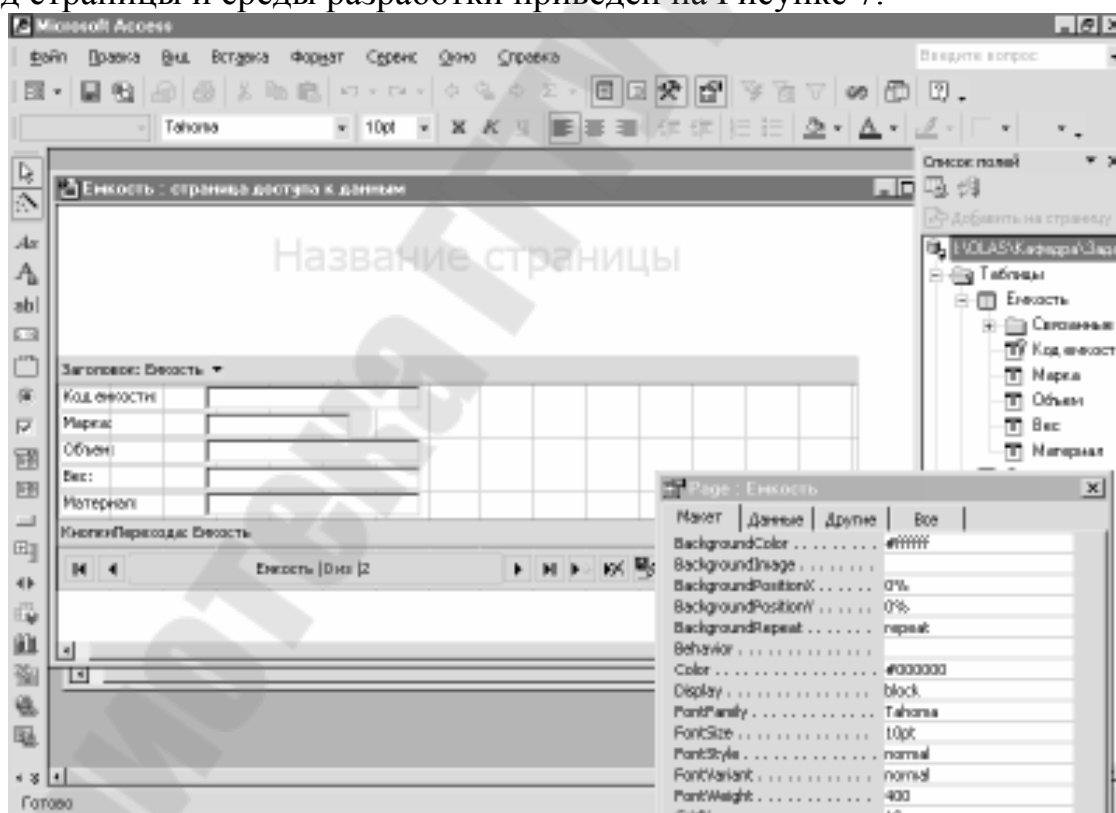 д страницы и среды разработки приведен на Рисунке 7.
Microsoft Access
Файл Правка Вид Вставка Формат Сервис Окно Справка
Введите вопрос
Tahoma 10pt Ж К Ч
Список полей
Емкость : страница доступа к данным
Добавить на страницу
Название страницы
Таблицы
Емкость
Связанные
Код емкост
Марка
Объем
Вес
Материал
Заголовок: Емкость
Код емкости:
Марка:
Объем:
Вес:
Материал:
КнопкиПерехода: Емкость
Емкость |0 из |2
Page : Емкость
Макет Данные Другие Все
BackgroundColor #ffffff
BackgroundImage
BackgroundPositionX 0%
BackgroundPositionY 0%
BackgroundRepeat repeat
Behavior
Color #000000
Display block
FontFamily Tahoma
FontSize 10pt
FontStyle normal
FontVariant normal
FontWeight 400
Готово